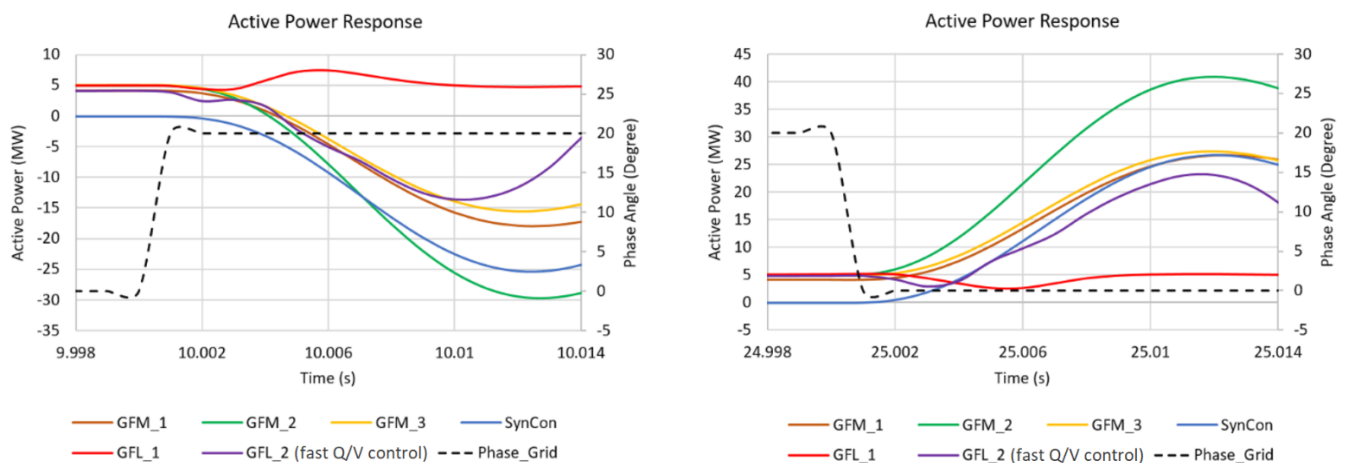 Active Power Response
10
5
0
-5
-10
-15
-20
-25
-30
-35
Active Power (MW)
30
25
20
15
10
5
0
-5
Phase Angle (Degree)
9.998
10.002
10.006
10.01
10.014
Time (s)
GFM_1
GFM_2
GFM_3
SynCon
GFL_1
GFL_2 (fast Q/V control)
Phase_Grid
Active Power Response
45
40
35
30
25
20
15
10
5
0
-5
Active Power (MW)
30
25
20
15
10
5
0
-5
Phase Angle (Degree)
24.998
25.002
25.006
25.01
25.014
Time (s)
GFM_1
GFM_2
GFM_3
SynCon
GFL_1
GFL_2 (fast Q/V control)
Phase_Grid